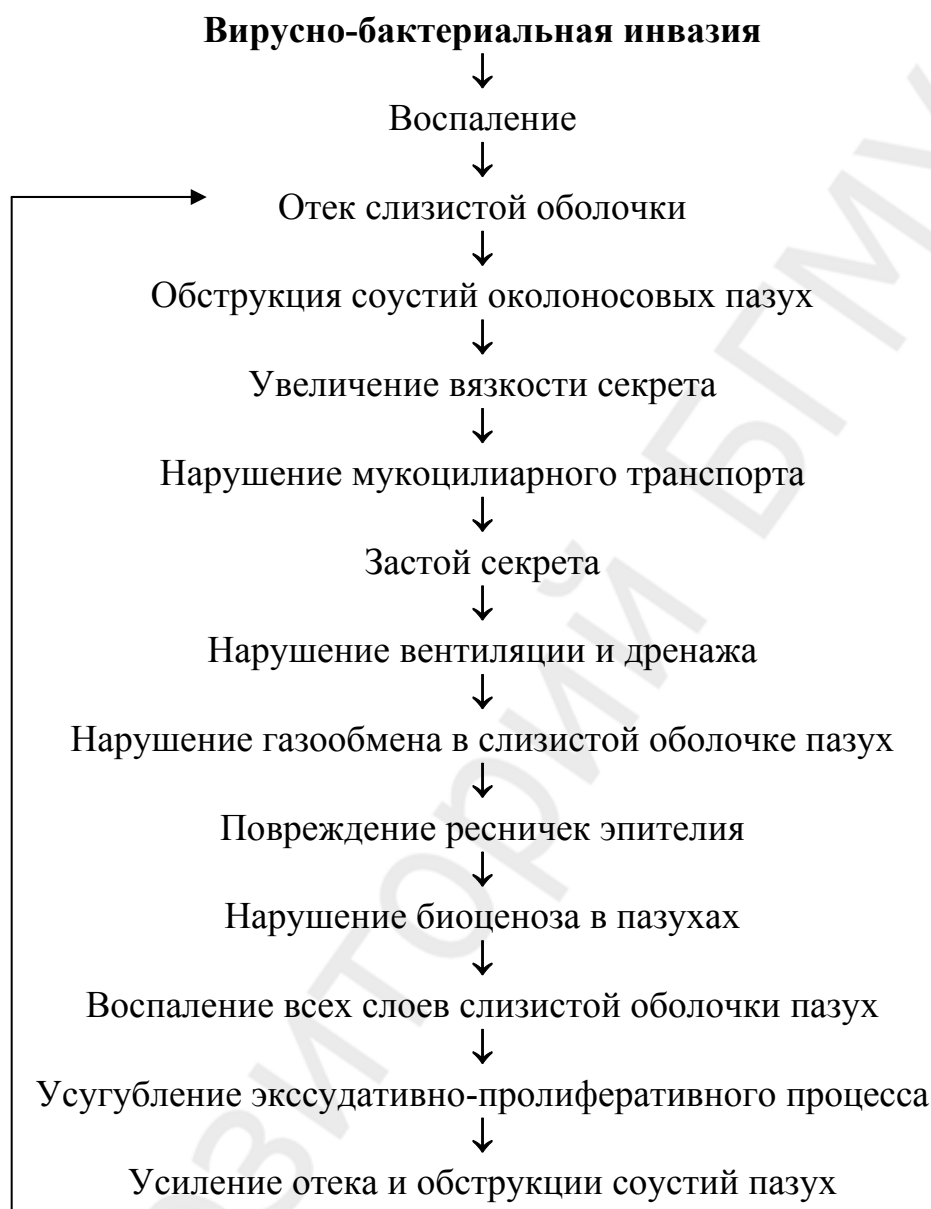 Вирусно-бактериальная инвазия
Воспаление
Отек слизистой оболочки
Обструкция соустий околоносовых пазух
Увеличение вязкости секрета
Нарушение мукоцилиарного транспорта
Застой секрета
Нарушение вентиляции и дренажа
Нарушение газообмена в слизистой оболочке пазух
Повреждение ресничек эпителия
Нарушение биоценоза в пазухах
Воспаление всех слоев слизистой оболочки пазух
Усугубление экссудативно-пролиферативного процесса
Усиление отека и обструкции соустий пазух